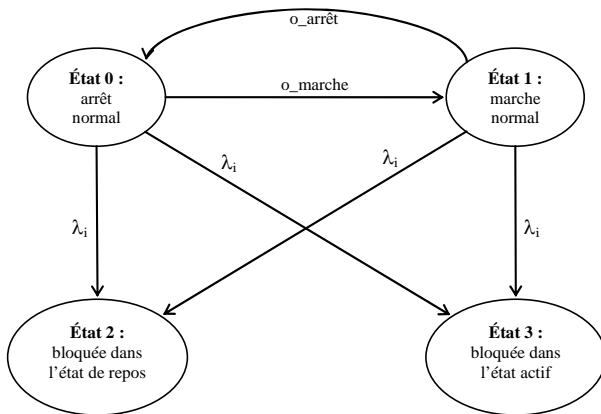 o_arrêt
État 0 :
arrêt
normal
o_marche
État 1 :
marche
normal
λi
λi
λi
λi
État 2 :
bloquée dans
l'état de repos
État 3 :
bloquée dans
l'état actif